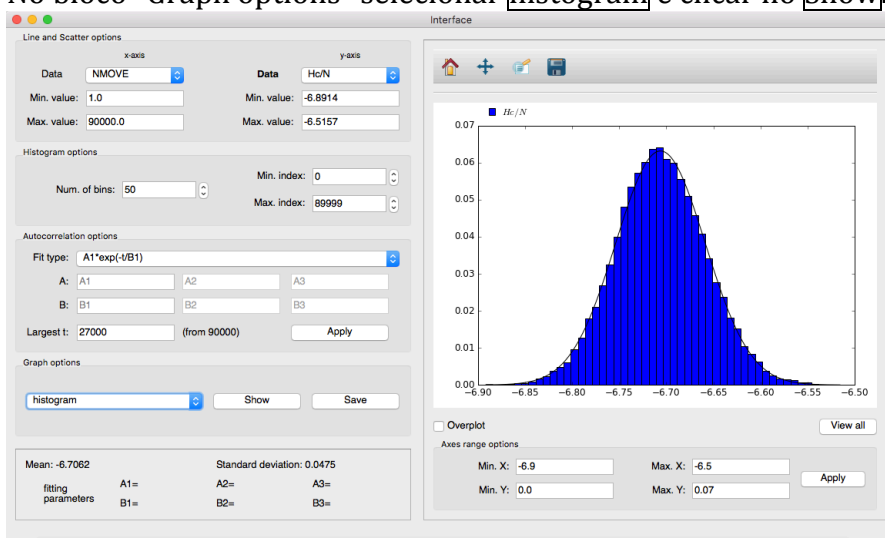 No bloco "Graph options" selecionar histogram e clicar no Show.
Interface
Line and Scatter options
x-axis y-axis
Data NMOVE Data Hc/N
Min. value: 1.0 Min. value: -6.8914
Max. value: 90000.0 Max. value: -6.5157
Histogram options
Num. of bins: 50
Min. index: 0
Max. index: 89999
Autocorrelation options
Fit type: A1*exp(-t/B1)
A: A1 A2 A3
B: B1 B2 B3
Largest t: 27000 (from 90000) Apply
Graph options
histogram Show Save
Mean: -6.7062 Standard deviation: 0.0475
fitting
parameters
A1= A2= A3=
B1= B2= B3=
Hc/N
0.07
0.06
0.05
0.04
0.03
0.02
0.01
0.00
−6.90 −6.85 −6.80 −6.75 −6.70 −6.65 −6.60 −6.55 −6.50
Overplot View all
Axes range options
Min. X: -6.9 Max. X: -6.5
Min. Y: 0.0 Max. Y: 0.07
Apply